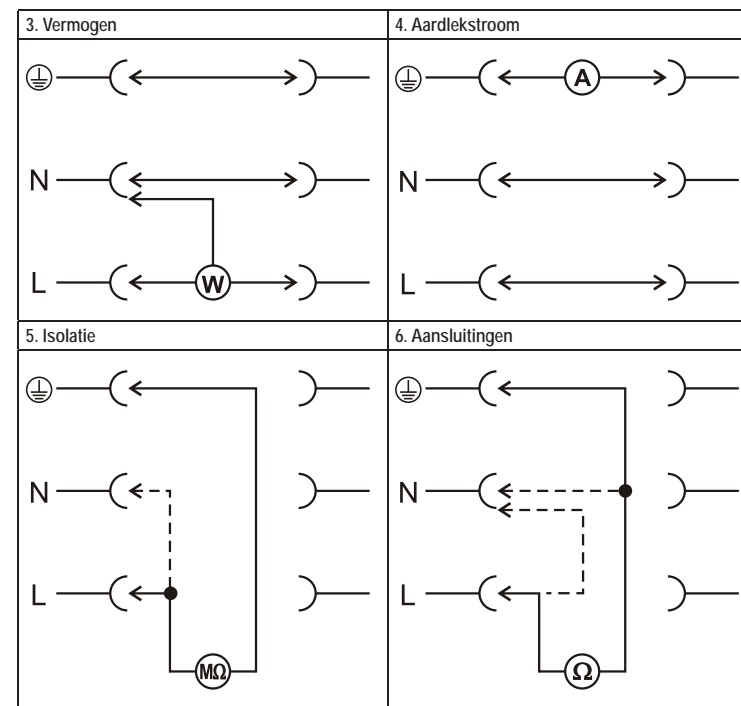 3. Vermogen
4. Aardlekstroom
N
L
W
A
N
L
5. Isolatie
6. Aansluitingen
N
L
MΩ
N
L
Ω